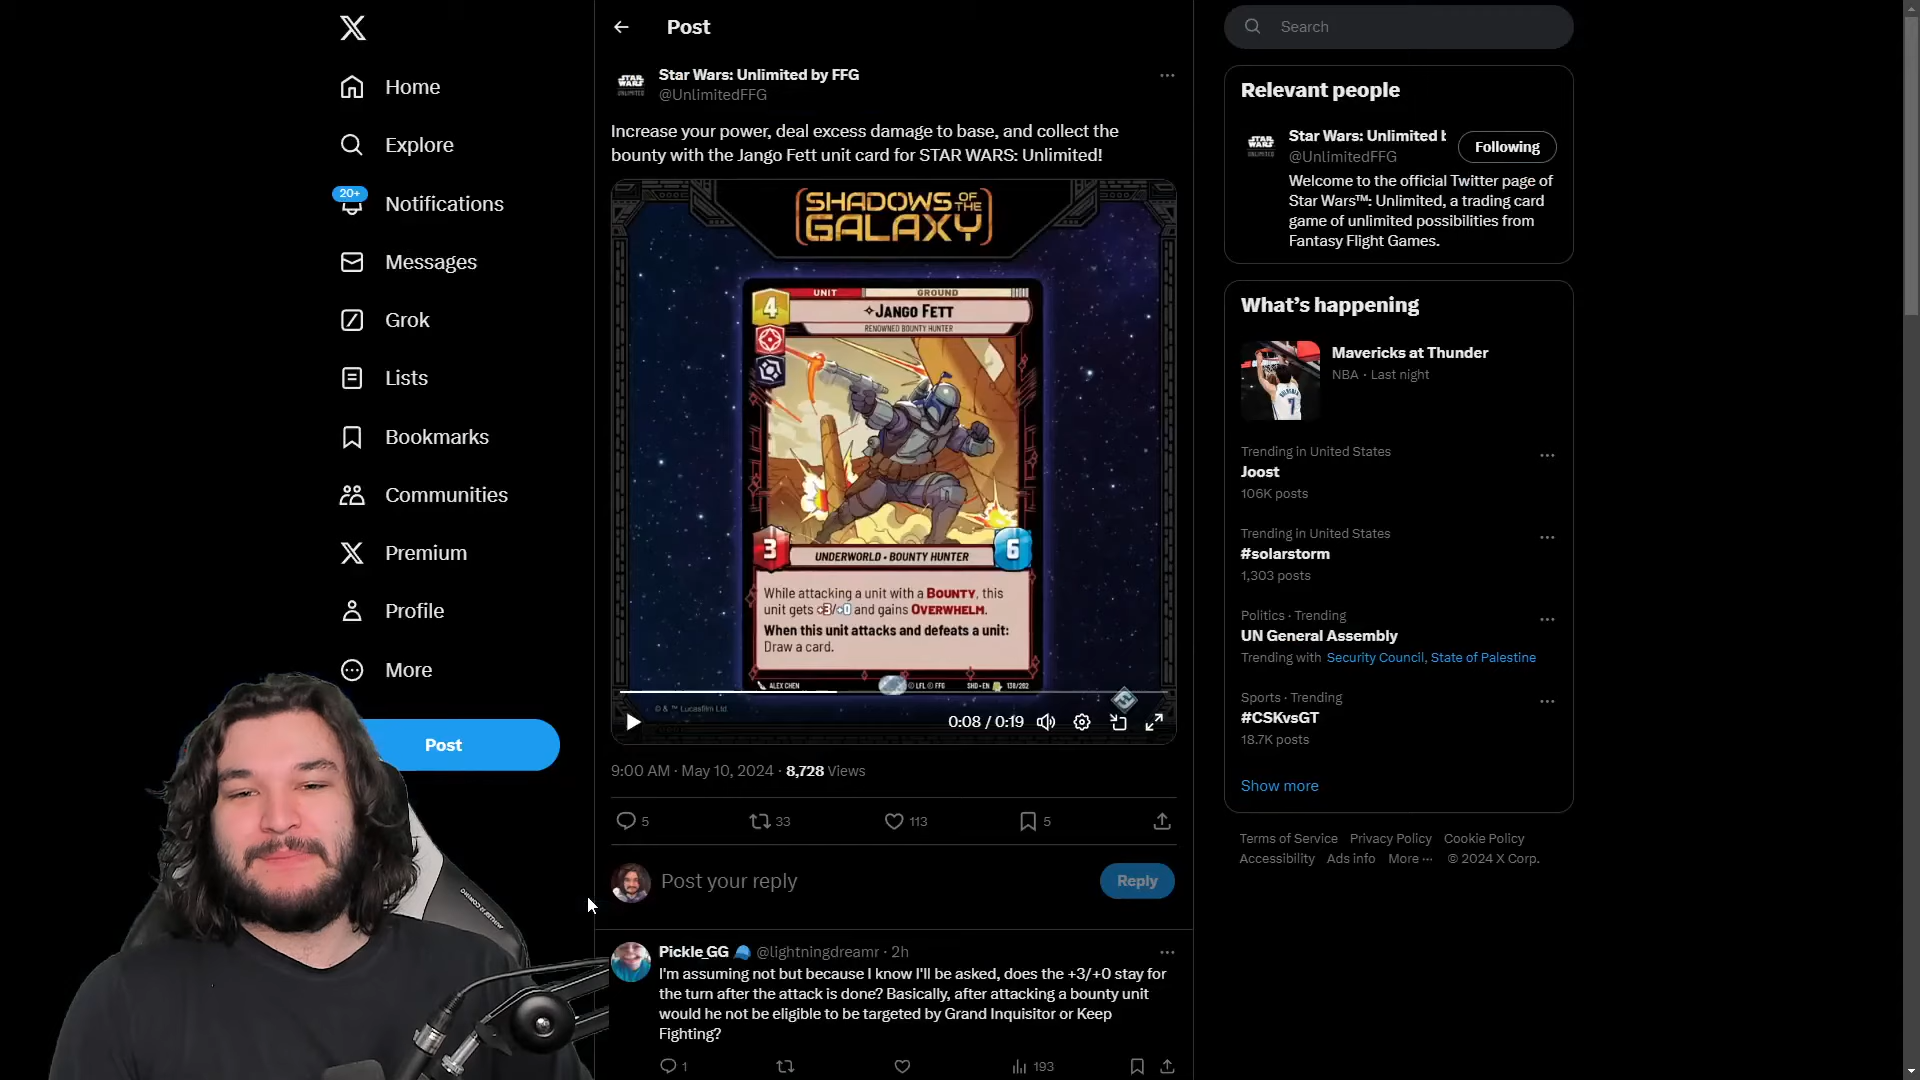 Home
Explore
20+
Notifications
Messages
Grok
Lists
Bookmarks
Communities
Premium
Profile
More
Post
Post
Star Wars: Unlimited by FFG
@UnlimitedFFG
Increase your power, deal excess damage to base, and collect the
bounty with the Jango Fett unit card for STAR WARS: Unlimited!
SHADOWS OF THE
GALAXY
UNIT
GROUND
4
JANGO FETT
RENOWNED BOUNTY HUNTER
3
UNDERWORLD • BOUNTY HUNTER
6
While attacking a unit with a BOUNTY, this
unit gets +3/+0 and gains OVERWHELM.
When this unit attacks and defeats a unit:
Draw a card.
ALEX CHEN
© LFL © FFG
SHD • EN
138/262
© & ™ Lucasfilm Ltd.
0:08 / 0:19
9:00 AM · May 10, 2024 · 8,728 Views
5
33
113
5
Post your reply
Reply
Pickle_GG @lightningdreamr · 2h
I'm assuming not but because I know I'll be asked, does the +3/+0 stay for
the turn after the attack is done? Basically, after attacking a bounty unit
would he not be eligible to be targeted by Grand Inquisitor or Keep
Fighting?
1
193
Search
Relevant people
Star Wars: Unlimited b
@UnlimitedFFG
Following
Welcome to the official Twitter page of
Star Wars™: Unlimited, a trading card
game of unlimited possibilities from
Fantasy Flight Games.
What's happening
Mavericks at Thunder
NBA · Last night
Trending in United States
Joost
106K posts
Trending in United States
#solarstorm
1,303 posts
Politics · Trending
UN General Assembly
Trending with Security Council, State of Palestine
Sports · Trending
#CSKvsGT
18.7K posts
Show more
Terms of Service Privacy Policy Cookie Policy
Accessibility Ads info More ··· © 2024 X Corp.